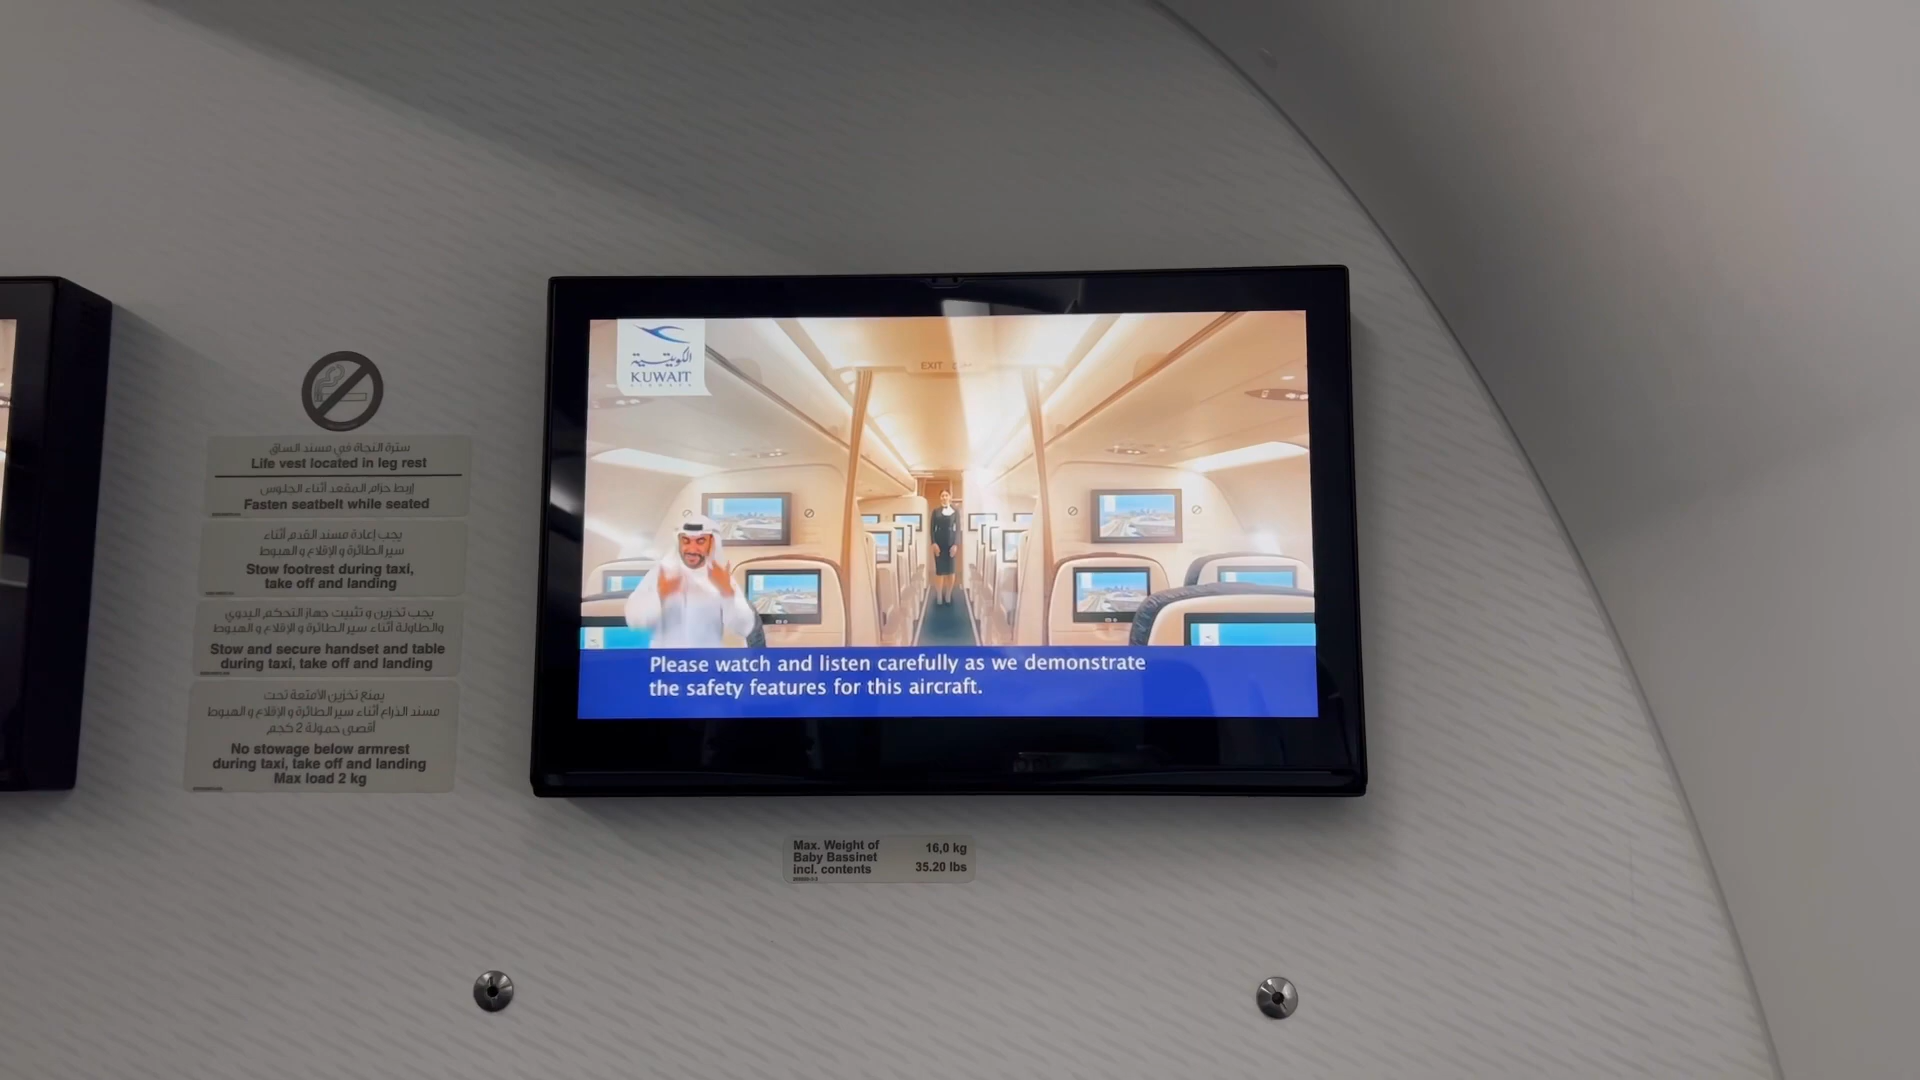 سترة النجاة في مسند الساق
Life vest located in leg rest
إربط حزام المقعد أثناء الجلوس
Fasten seatbelt while seated
يجب إعادة مسند القدم أثناء
سير الطائرة و الإقلاع و الهبوط
Stow footrest during taxi,
take off and landing
يجب تخزين و تثبيت جهاز التحكم اليدوي
والطاولة أثناء سير الطائرة و الإقلاع و الهبوط
Stow and secure handset and table
during taxi, take off and landing
يمنع تخزين الأمتعة تحت
مسند الذراع أثناء سير الطائرة و الإقلاع و الهبوط
أقصى حمولة 2 كجم
No stowage below armrest
during taxi, take off and landing
Max load 2 kg
الكويتية
KUWAIT
AIRWAYS
EXIT
Please watch and listen carefully as we demonstrate
the safety features for this aircraft.
Max. Weight of 16,0 kg
Baby Bassinet
incl. contents 35.20 lbs